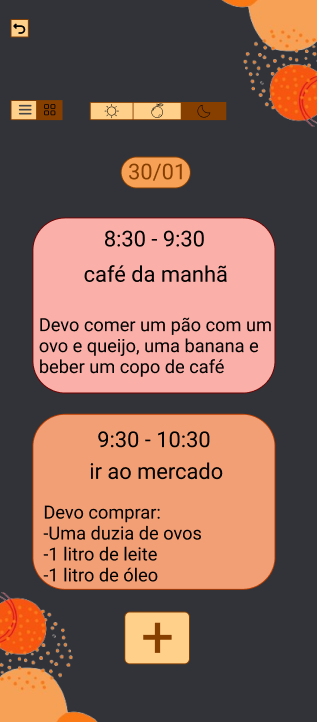 30/01
8:30 - 9:30
café da manhã
Devo comer um pão com um
ovo e queijo, uma banana e
beber um copo de café
9:30 - 10:30
ir ao mercado
Devo comprar:
-Uma duzia de ovos
-1 litro de leite
-1 litro de óleo